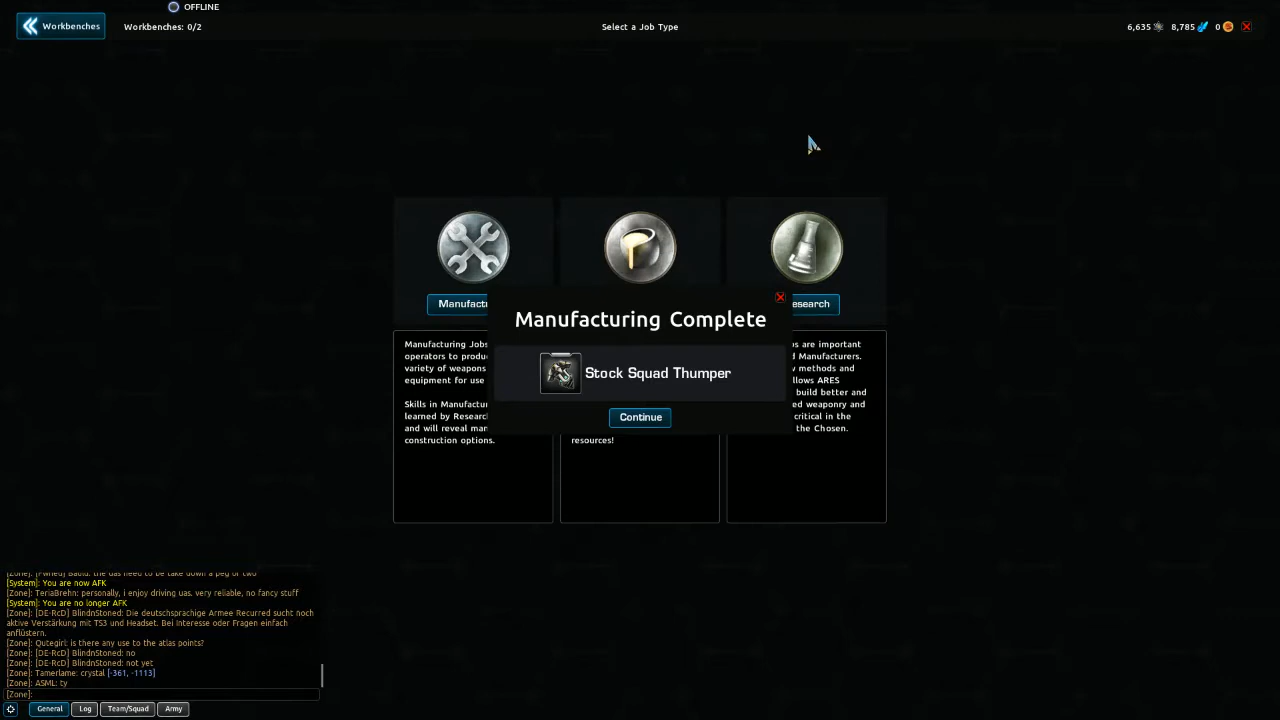 OFFLINE
Workbenches
Workbenches: 0/2
Select a Job Type
6,635
8,785
0
Manufact
esearch
Manufacturing Complete
Stock Squad Thumper
Continue
Manufacturing Jobs
operators to produ
variety of weapons
equipment for use
Skills in Manufactur
learned by Researc
and will reveal mar
construction options.
resources!
s are important
d Manufacturers.
methods and
llows ARES
build better and
ed weaponry and
critical in the
the Chosen.
[System]: You are now AFK
[Zone]: TeriaBrehn: personally, i enjoy driving uas. very reliable, no fancy stuff
[System]: You are no longer AFK
[Zone]: [DE-RcD] BlindnStoned: Die deutschsprachige Armee Recurred sucht noch
aktive Verstärkung mit TS3 und Headset. Bei Interesse oder Fragen einfach
anflüstern.
[Zone]: Qutegirl: is there any use to the atlas points?
[Zone]: [DE-RcD] BlindnStoned: no
[Zone]: [DE-RcD] BlindnStoned: not yet
[Zone]: Tamerlame: crystal [-361, -1113]
[Zone]: ASML: ty
[Zone]:
General
Log
Team/Squad
Army